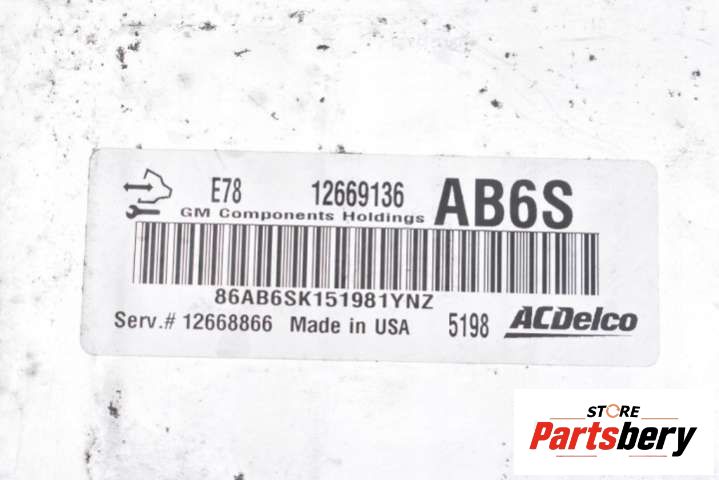 E78 12669136 AB6S
GM Components Holdings
86AB6SK151981YNZ
Serv.# 12668866 Made in USA 5198 ACDelco
STORE
Partsbery